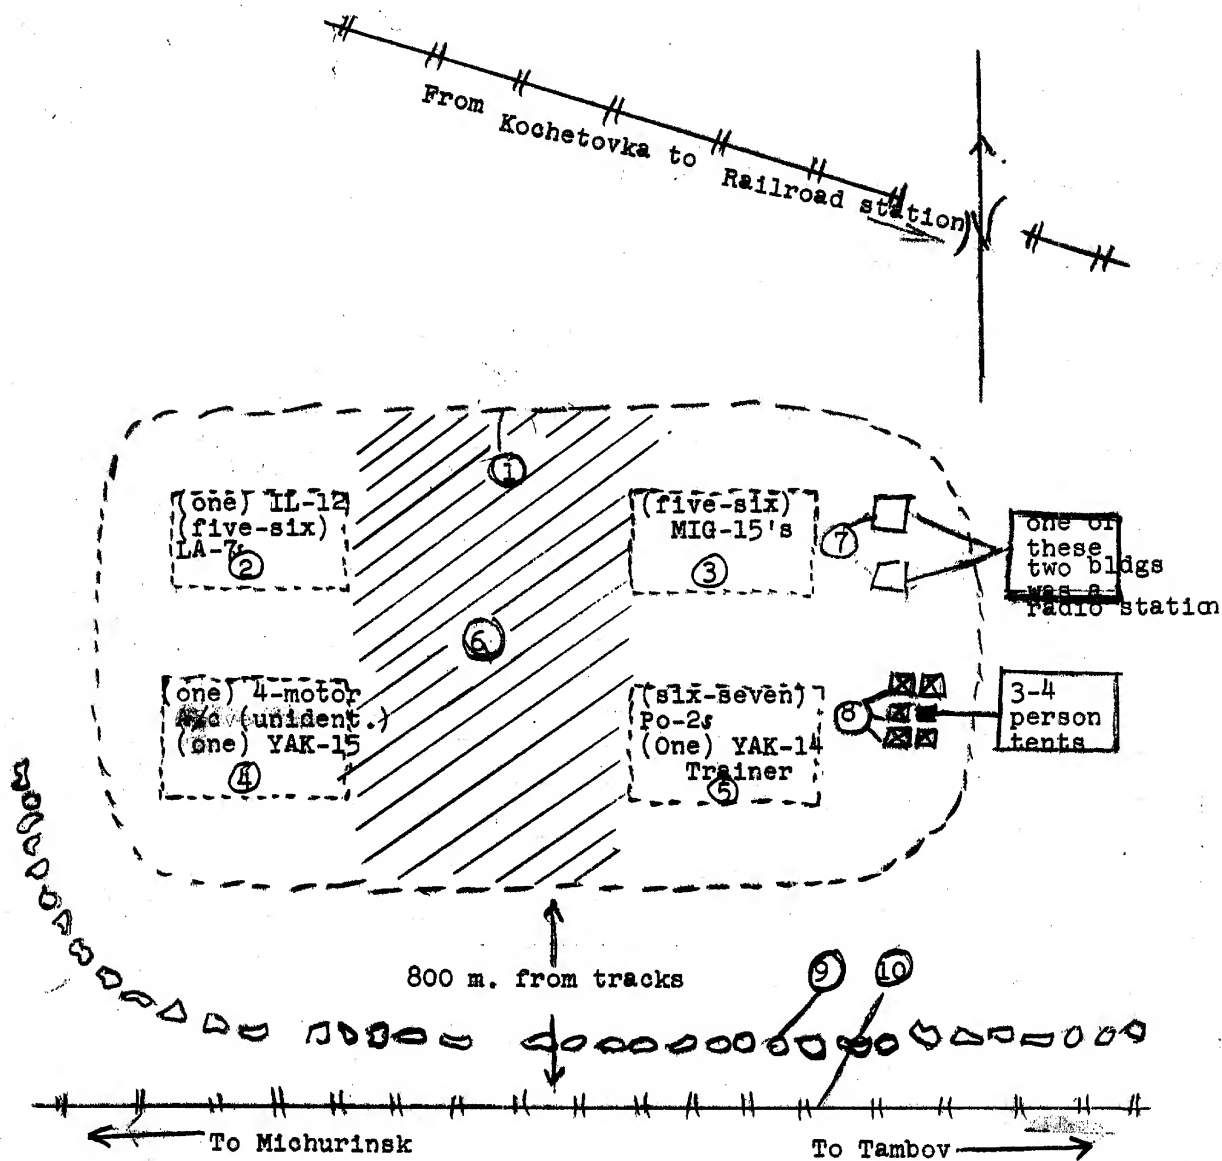 From Kochetovka to Railroad station
1
(one) IL-12
(five-six)
LA-7s
2
(five-six)
MIG-15's
3
7
one of
these
two bldgs
was a
radio station
6
(one) 4-motor
A/c (unident.)
(one) YAK-15
4
(six-seven)
Po-2s
(One) YAK-14
Trainer
5
8
3-4
person
tents
800 m. from tracks
9
10
To Michurinsk
To Tambov